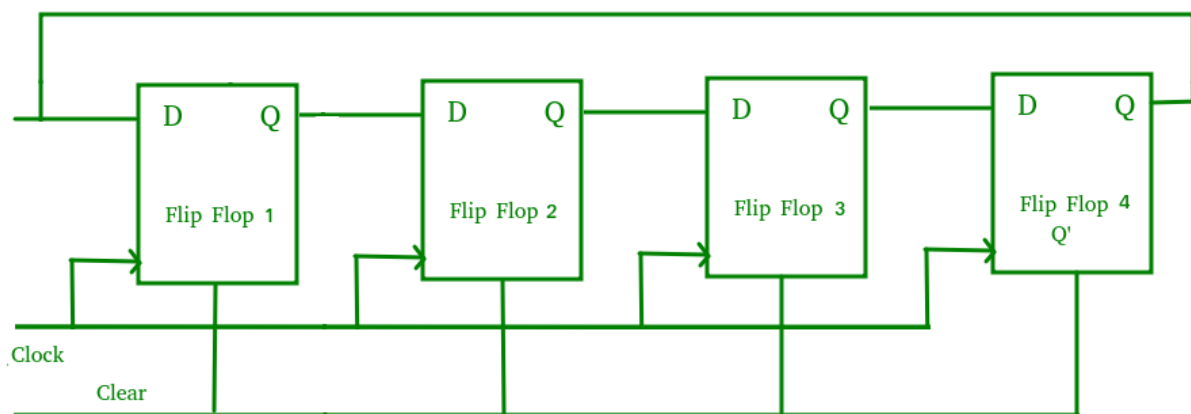 D Q
D Q
D Q
D Q
Flip Flop 1
Flip Flop 2
Flip Flop 3
Flip Flop 4
Q'
Clock
Clear